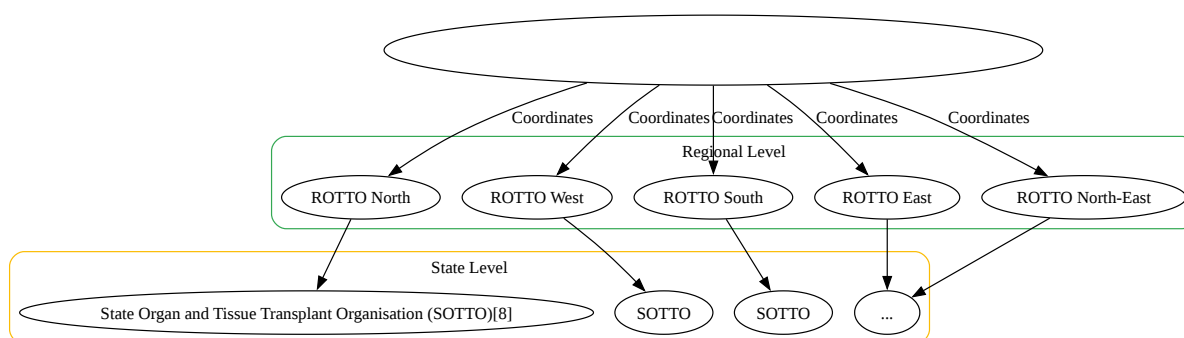 Coordinates Coordinates Coordinates Coordinates Coordinates
Regional Level
ROTTO North ROTTO West ROTTO South ROTTO East ROTTO North-East
State Level
State Organ and Tissue Transplant Organisation (SOTTO)[8] SOTTO SOTTO ...